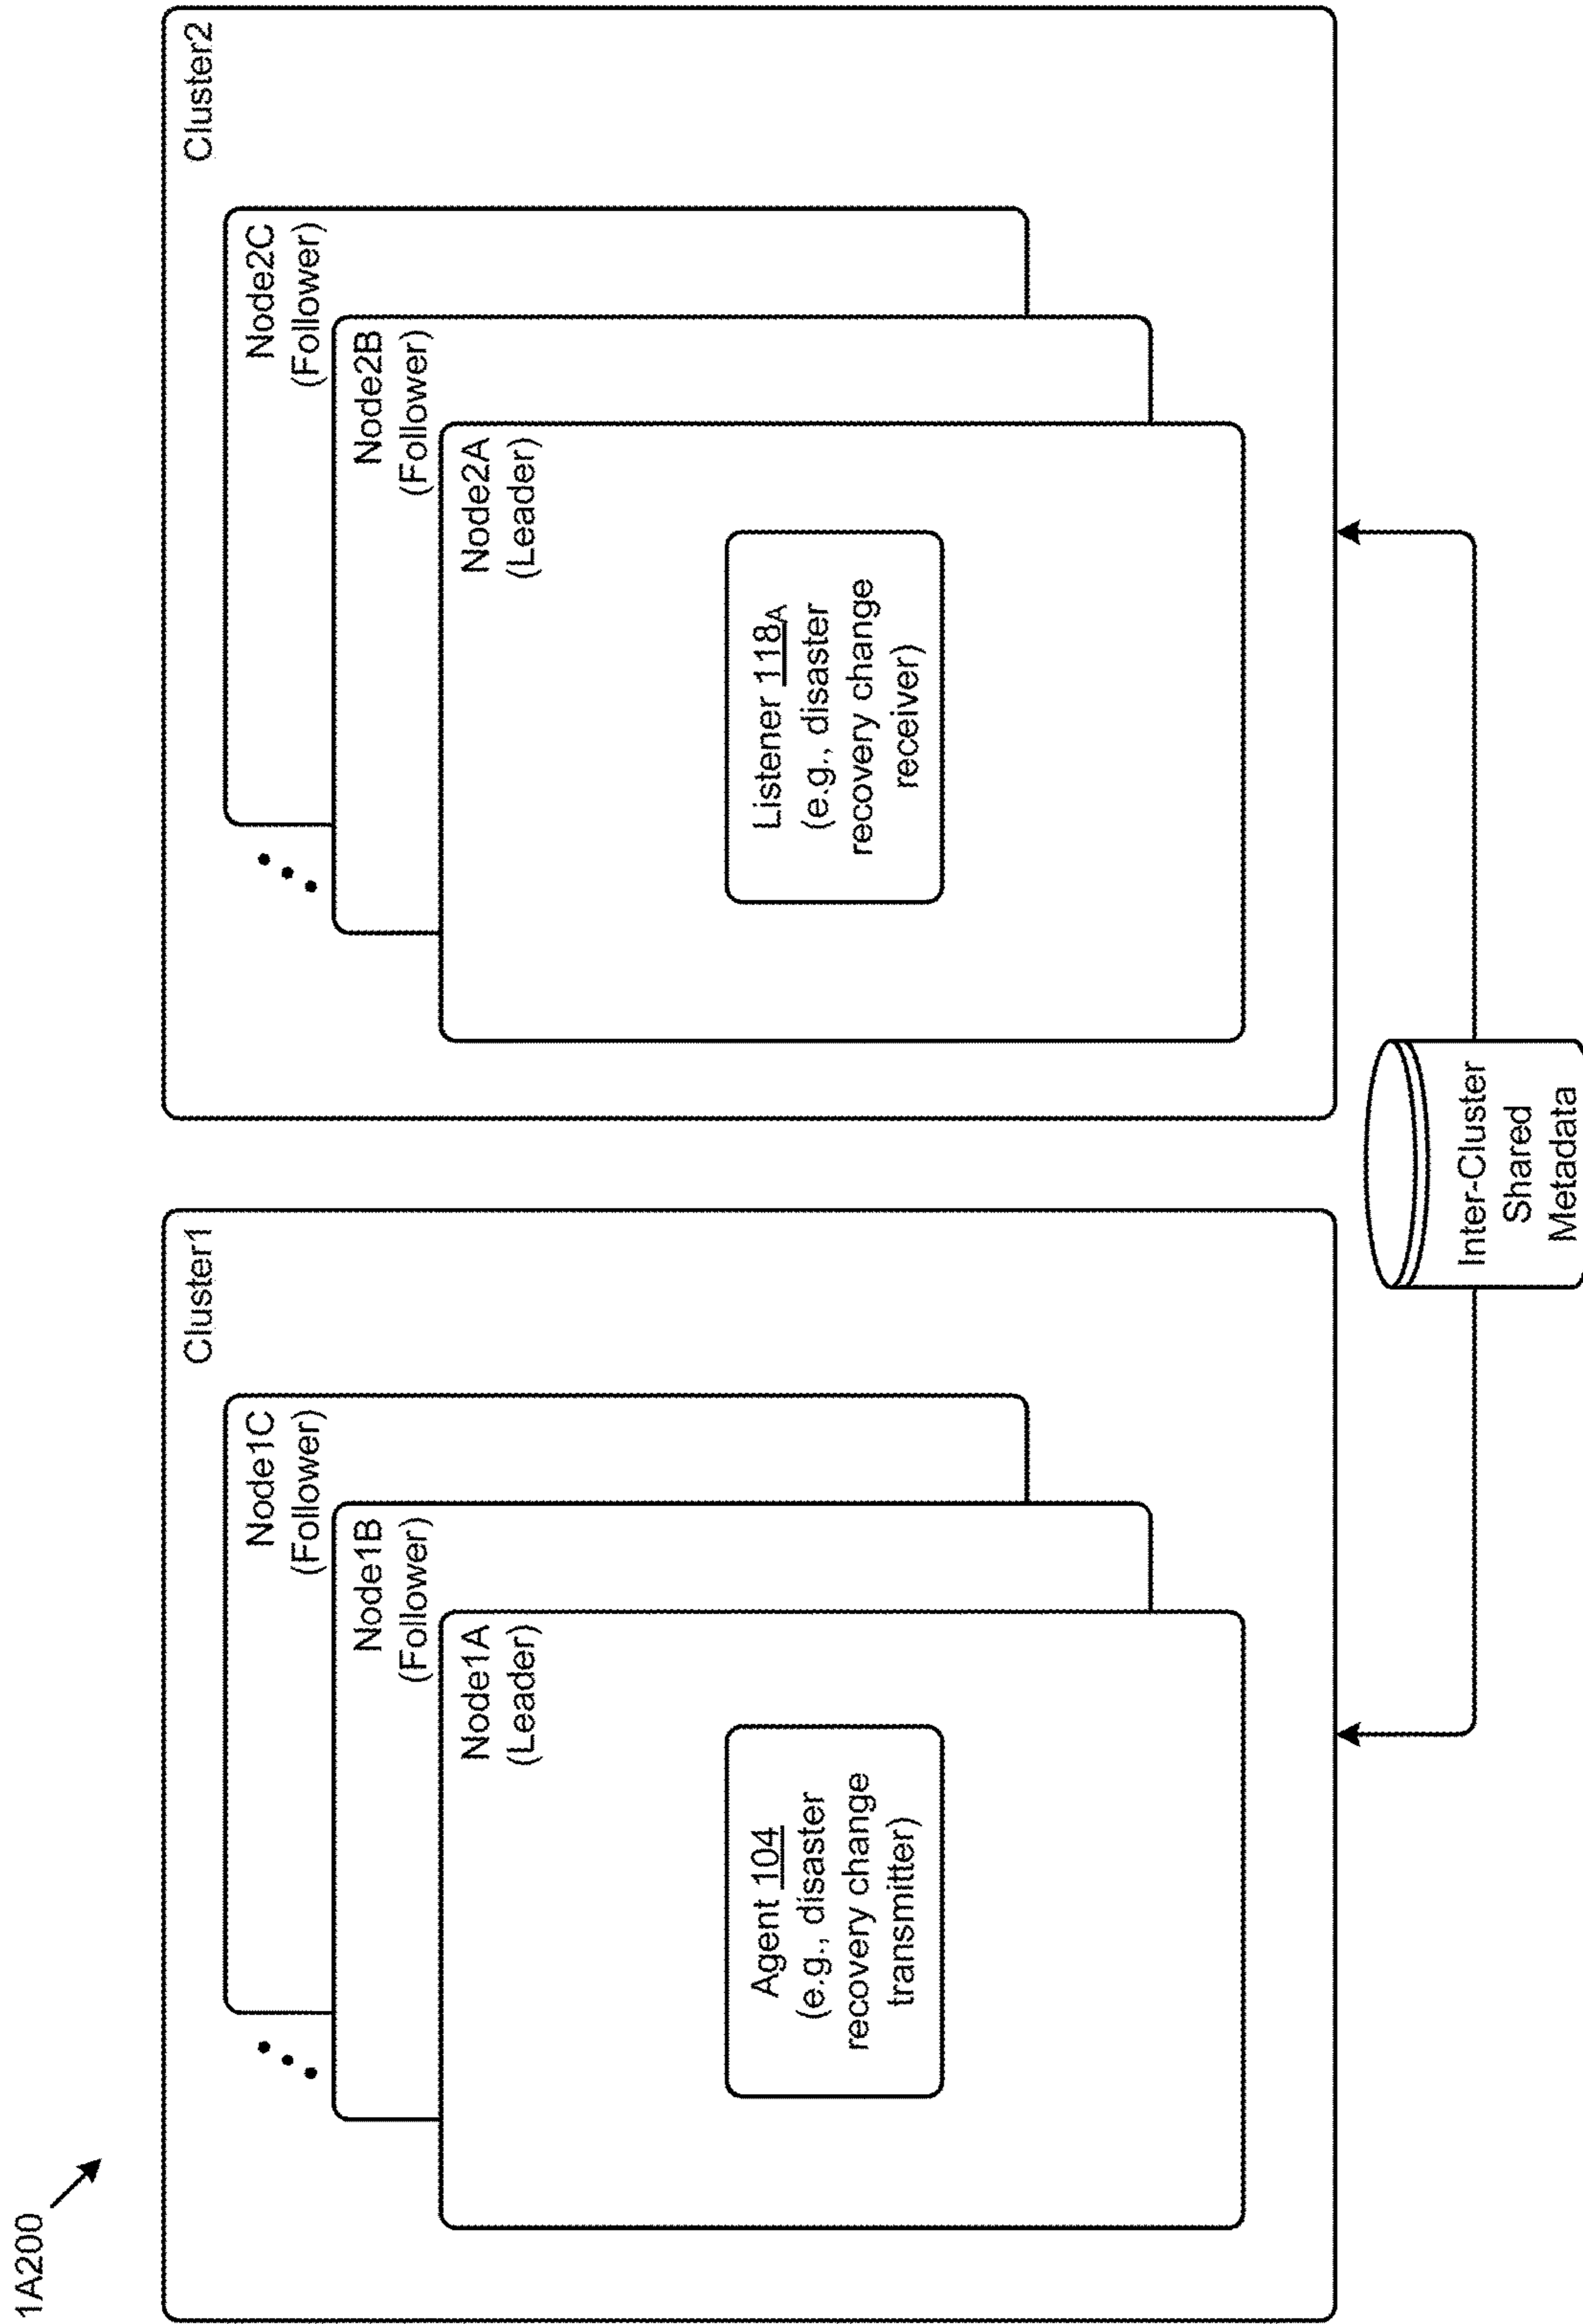 1A200
Cluster1
Node1C
(Follower)
Node1B
(Follower)
Node1A
(Leader)
Agent 104
(e.g., disaster
recovery change
transmitter)
Cluster2
Node2C
(Follower)
Node2B
(Follower)
Node2A
(Leader)
Listener 118A
(e.g., disaster
recovery change
receiver)
Inter-Cluster
Shared
Metadata